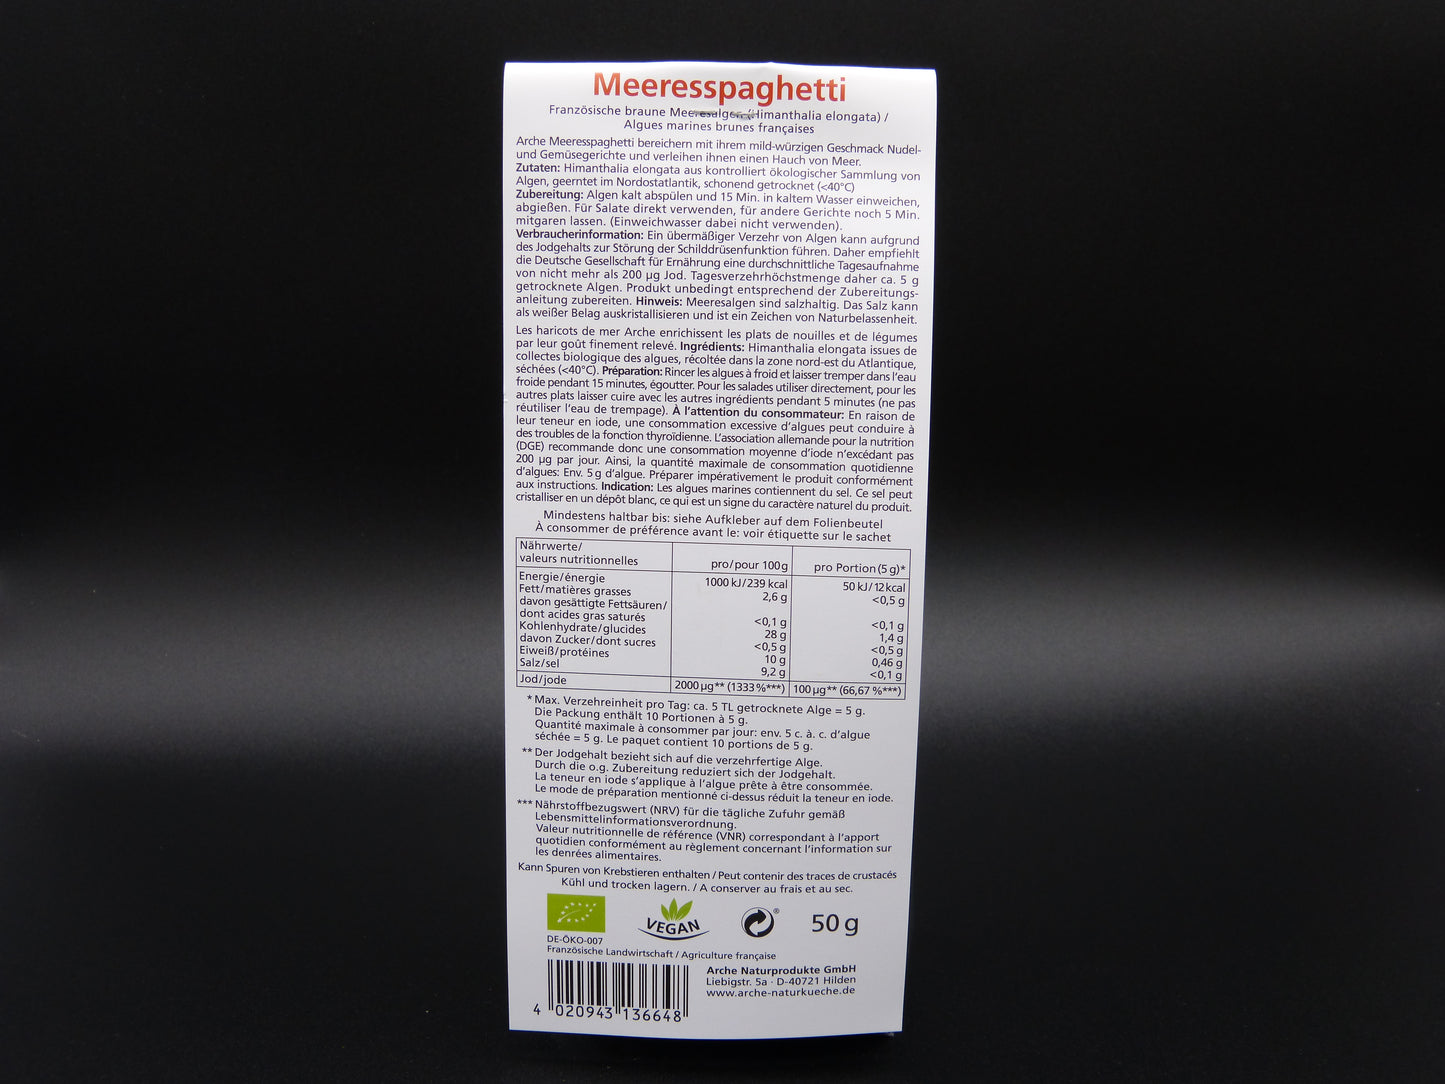 Meeresspaghetti
Französische braune Meeresalgen (Himanthalia elongata) /
Algues marines brunes françaises
Arche Meeresspaghetti bereichern mit ihrem mild-würzigen Geschmack Nudel-
und Gemüsegerichte und verleihen ihnen einen Hauch von Meer.
Zutaten: Himanthalia elongata aus kontrolliert ökologischer Sammlung von
Algen, geerntet im Nordostatlantik, schonend getrocknet (<40°C)
Zubereitung: Algen kalt abspülen und 15 Min. in kaltem Wasser einweichen,
abgießen. Für Salate direkt verwenden, für andere Gerichte noch 5 Min.
mitgaren lassen. (Einweichwasser dabei nicht verwenden).
Verbraucherinformation: Ein übermäßiger Verzehr von Algen kann aufgrund
des Jodgehalts zur Störung der Schilddrüsenfunktion führen. Daher empfiehlt
die Deutsche Gesellschaft für Ernährung eine durchschnittliche Tagesaufnahme
von nicht mehr als 200 µg Jod. Tagesverzehrhöchstmenge daher ca. 5 g
getrocknete Algen. Produkt unbedingt entsprechend der Zubereitungs-
anleitung zubereiten. Hinweis: Meeresalgen sind salzhaltig. Das Salz kann
als weißer Belag auskristallisieren und ist ein Zeichen von Naturbelassenheit.
Les haricots de mer Arche enrichissent les plats de nouilles et de légumes
par leur goût finement relevé. Ingrédients: Himanthalia elongata issues de
collectes biologique des algues, récoltée dans la zone nord-est du Atlantique,
séchées (<40°C). Préparation: Rincer les algues à froid et laisser tremper dans l'eau
froide pendant 15 minutes, égoutter. Pour les salades utiliser directement, pour les
autres plats laisser cuire avec les autres ingrédients pendant 5 minutes (ne pas
réutiliser l'eau de trempage). À l'attention du consommateur: En raison de
leur teneur en iode, une consommation excessive d'algues peut conduire à
des troubles de la fonction thyroïdienne. L'association allemande pour la nutrition
(DGE) recommande donc une consommation moyenne d'iode n'excédant pas
200 µg par jour. Ainsi, la quantité maximale de consommation quotidienne
d'algues: Env. 5 g d'algue. Préparer impérativement le produit conformément
aux instructions. Indication: Les algues marines contiennent du sel. Ce sel peut
cristalliser en un dépôt blanc, ce qui est un signe du caractère naturel du produit.
Mindestens haltbar bis: siehe Aufkleber auf dem Folienbeutel
À consommer de préférence avant le: voir étiquette sur le sachet
Nährwerte/
valeurs nutritionnelles pro/pour 100g pro Portion (5 g)*
Energie/énergie 1000 kJ/239 kcal 50 kJ/12 kcal
Fett/matières grasses 2,6 g <0,5 g
davon gesättigte Fettsäuren/
dont acides gras saturés <0,1 g <0,1 g
Kohlenhydrate/glucides 28 g 1,4 g
davon Zucker/dont sucres <0,5 g <0,5 g
Eiweiß/protéines 10 g 0,46 g
Salz/sel 9,2 g <0,1 g
Jod/jode 2000 µg** (1333 %***) 100 µg** (66,67 %***)
* Max. Verzehreinheit pro Tag: ca. 5 TL getrocknete Alge = 5 g.
Die Packung enthält 10 Portionen à 5 g.
Quantité maximale à consommer par jour: env. 5 c. à. c. d'algue
séchée = 5 g. Le paquet contient 10 portions de 5 g.
** Der Jodgehalt bezieht sich auf die verzehrfertige Alge.
Durch die o.g. Zubereitung reduziert sich der Jodgehalt.
La teneur en iode s'applique à l'algue prête à être consommée.
Le mode de préparation mentionné ci-dessus réduit la teneur en iode.
*** Nährstoffbezugswert (NRV) für die tägliche Zufuhr gemäß
Lebensmittelinformationsverordnung.
Valeur nutritionnelle de référence (VNR) correspondant à l'apport
quotidien conformément au règlement concernant l'information sur
les denrées alimentaires.
Kann Spuren von Krebstieren enthalten / Peut contenir des traces de crustacés
Kühl und trocken lagern. / A conserver au frais et au sec.
VEGAN ® 50 g
DE-ÖKO-007
Französische Landwirtschaft / Agriculture française
Arche Naturprodukte GmbH
Liebigstr. 5a · D-40721 Hilden
www.arche-naturkueche.de
4 020943 136648